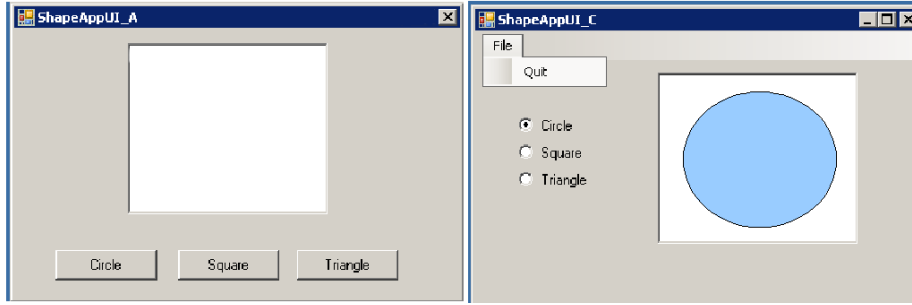 ShapeAppUI_A
Circle Square Triangle
ShapeAppUI_C
File
Quit
Circle
Square
Triangle